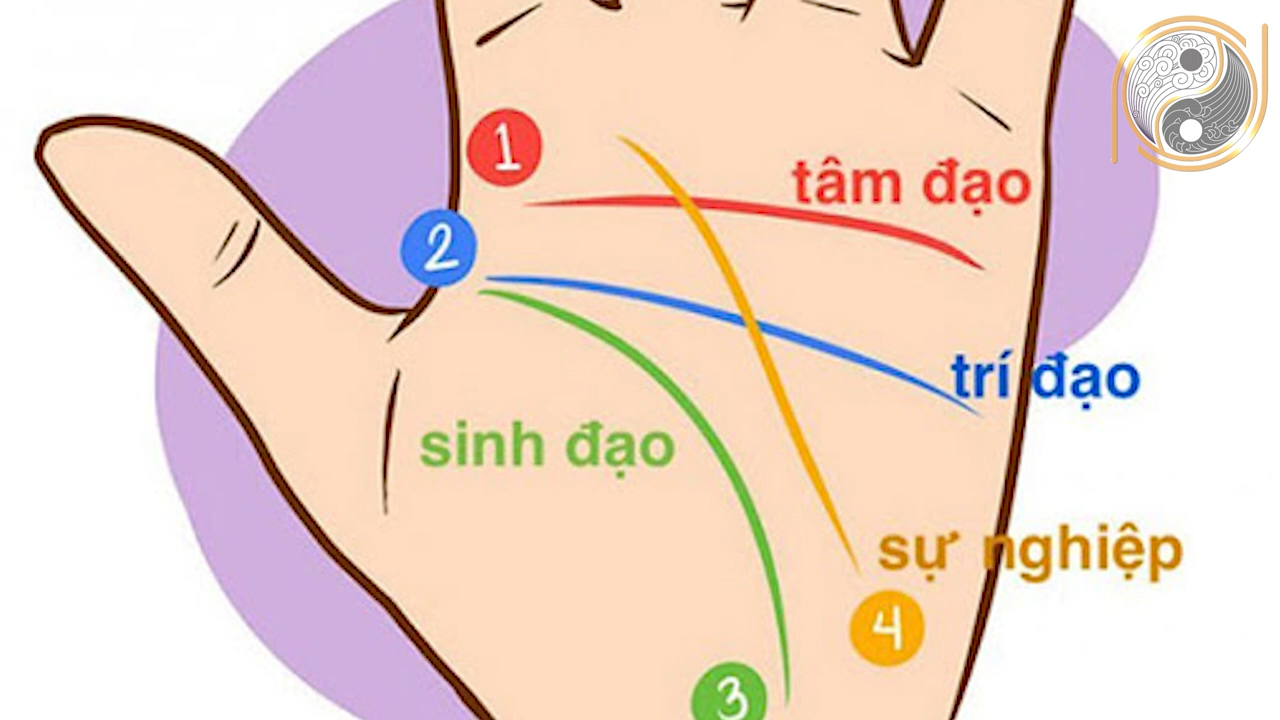 1
tâm đạo
2
trí đạo
sinh đạo
sự nghiệp
4
3